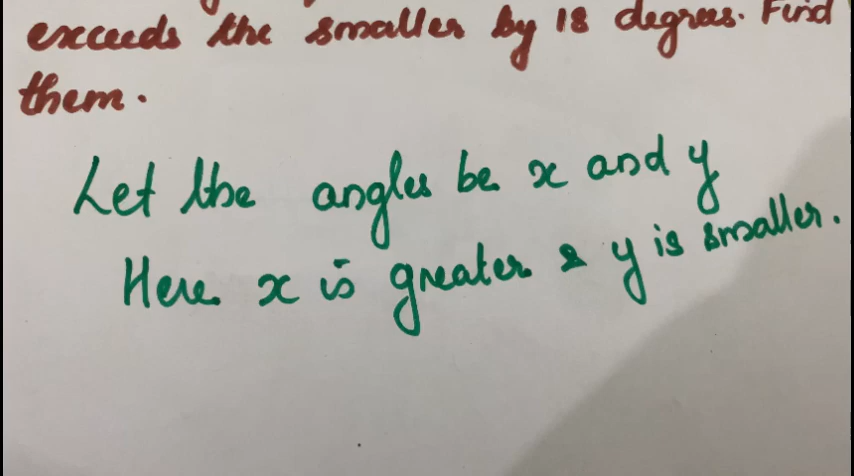 exceeds the smaller by 18 degrees. Find
them.
Let the angles be x and y
Here x is greater & y is smaller.